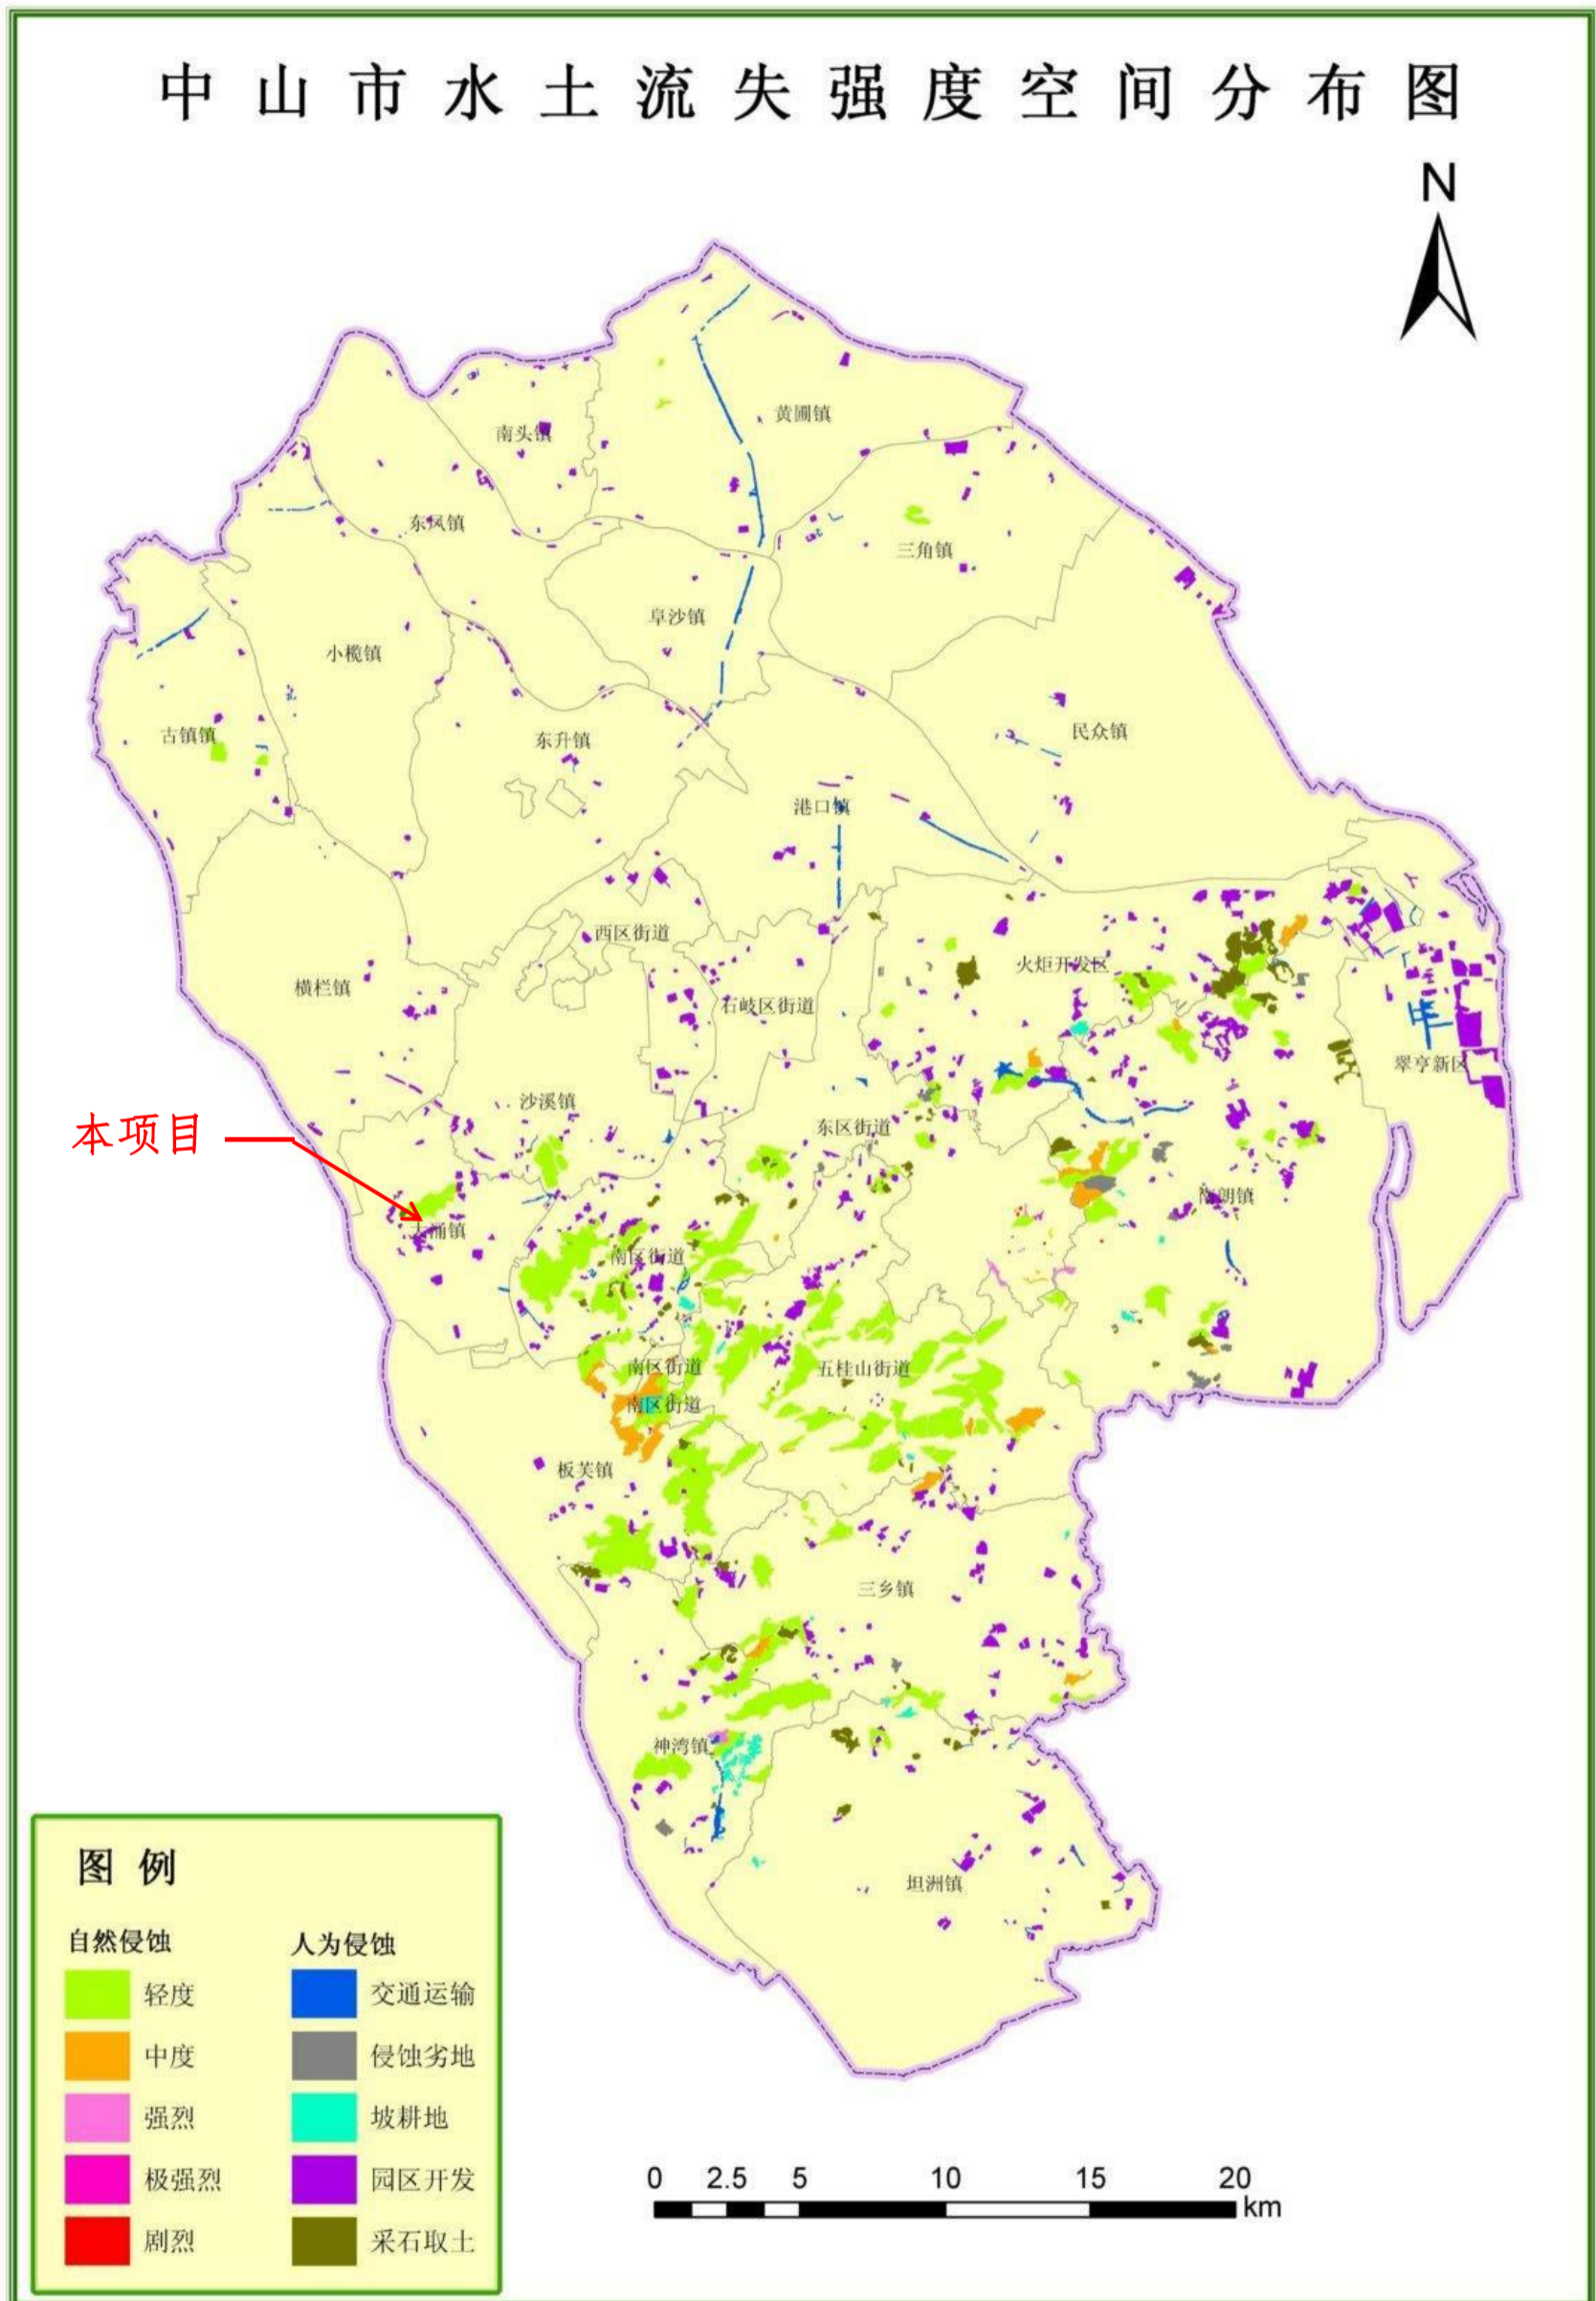 中山市水土流失强度空间分布图
N
黄圃镇
南头镇
东凤镇
三角镇
阜沙镇
小榄镇
古镇镇
东升镇
民众镇
港口镇
西区街道
火炬开发区
横栏镇
石岐区街道
翠亨新区
沙溪镇
本项目
东区街道
南朗镇
大涌镇
南区街道
南区街道
五桂山街道
南区街道
板芙镇
三乡镇
神湾镇
坦洲镇
图例
自然侵蚀 人为侵蚀
轻度 交通运输
中度 侵蚀劣地
强烈 坡耕地
极强烈 园区开发
剧烈 采石取土
0 2.5 5 10 15 20
km